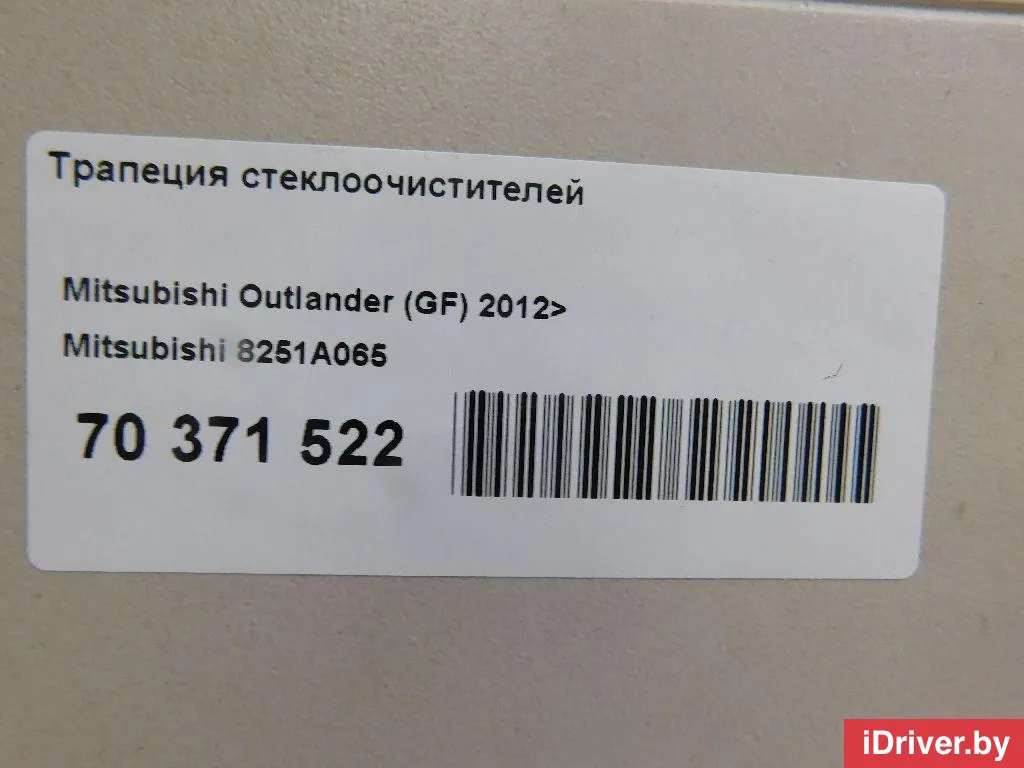 Трапеция стеклоочистителей
Mitsubishi Outlander (GF) 2012>
Mitsubishi 8251A065
70 371 522
iDriver.by